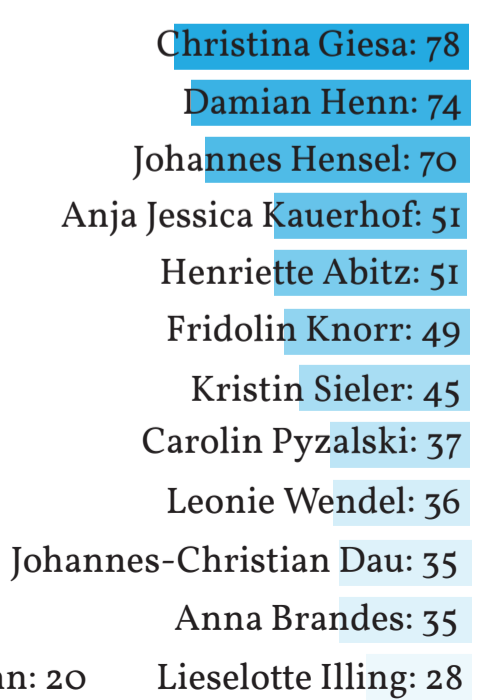 Christina Giesa: 78
Damian Henn: 74
Johannes Hensel: 70
Anja Jessica Kauerhof: 51
Henriette Abitz: 51
Fridolin Knorr: 49
Kristin Sieler: 45
Carolin Pyzalski: 37
Leonie Wendel: 36
Johannes-Christian Dau: 35
Anna Brandes: 35
n: 20 Lieselotte Illing: 28